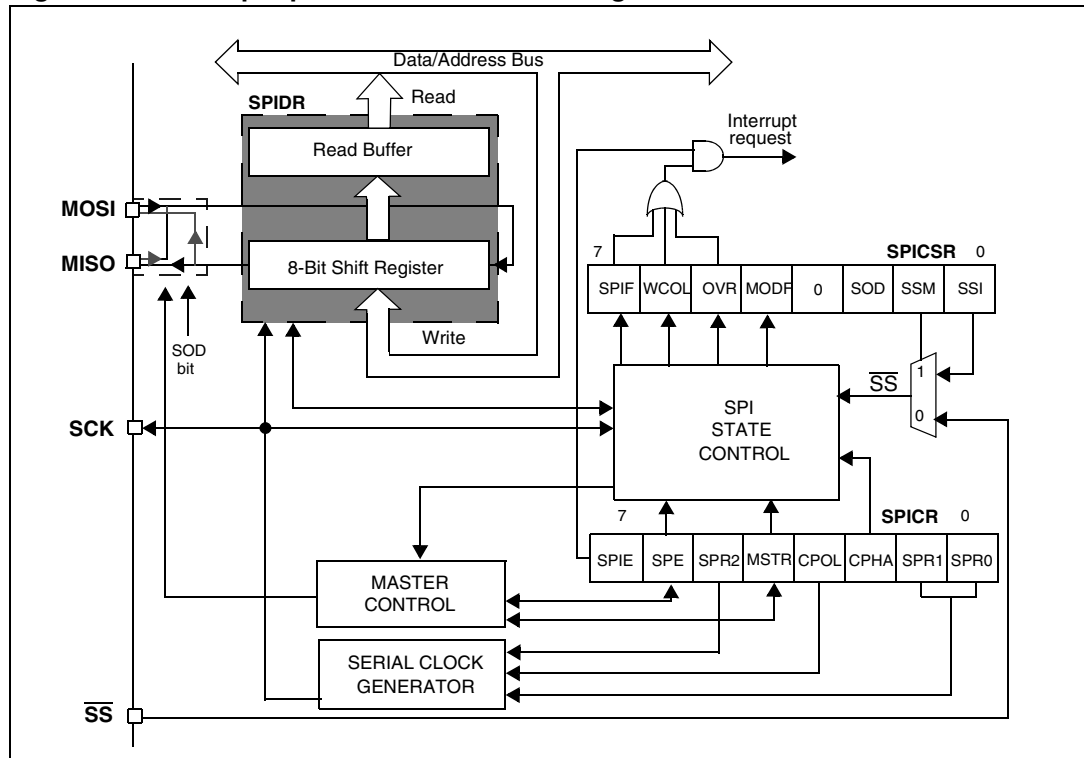 Data/Address Bus
SPIDR
Read
Read Buffer
Interrupt
request
MOSI
MISO
8-Bit Shift Register
Write
SOD
bit
7 SPICSR 0
SPIF WCOL OVR MODF 0 SOD SSM SSI
SS
1
0
SCK
SPI
STATE
CONTROL
7 SPICR 0
SPIE SPE SPR2 MSTR CPOL CPHA SPR1 SPR0
MASTER
CONTROL
SERIAL CLOCK
GENERATOR
SS